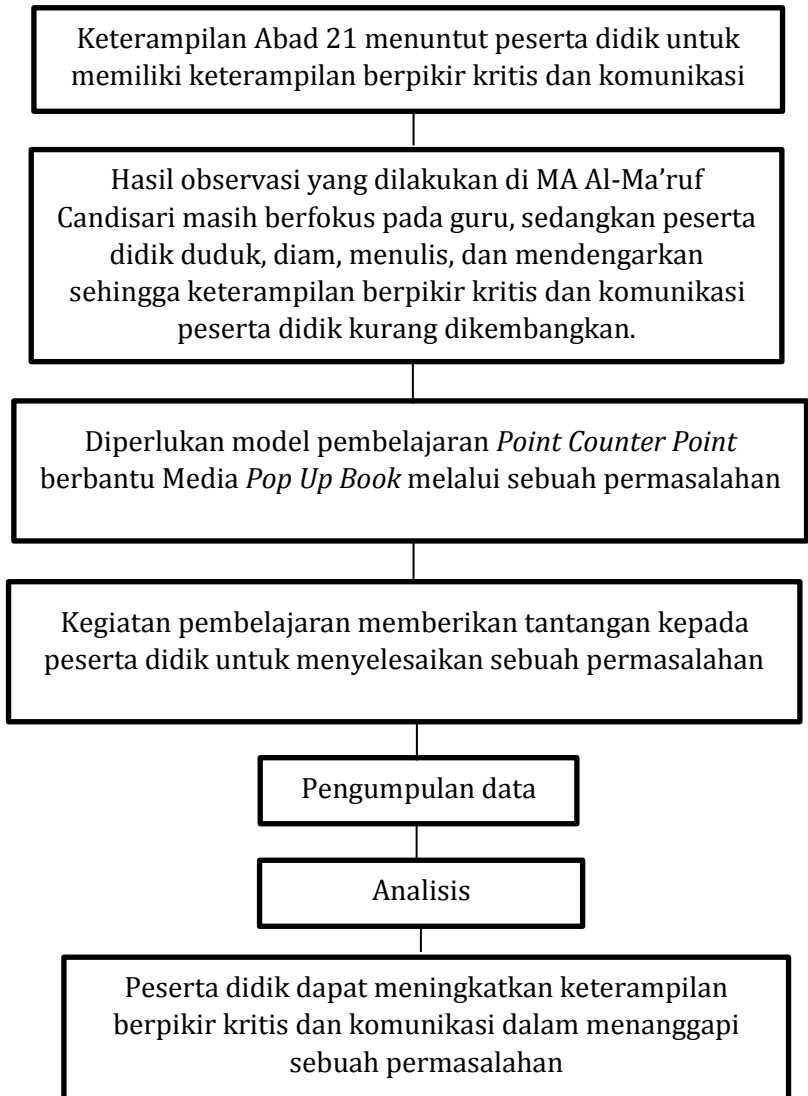 Keterampilan Abad 21 menuntut peserta didik untuk
memiliki keterampilan berpikir kritis dan komunikasi
Hasil observasi yang dilakukan di MA Al-Ma’ruf
Candisari masih berfokus pada guru, sedangkan peserta
didik duduk, diam, menulis, dan mendengarkan
sehingga keterampilan berpikir kritis dan komunikasi
peserta didik kurang dikembangkan.
Diperlukan model pembelajaran Point Counter Point
berbantu Media Pop Up Book melalui sebuah permasalahan
Kegiatan pembelajaran memberikan tantangan kepada
peserta didik untuk menyelesaikan sebuah permasalahan
Pengumpulan data
Analisis
Peserta didik dapat meningkatkan keterampilan
berpikir kritis dan komunikasi dalam menanggapi
sebuah permasalahan